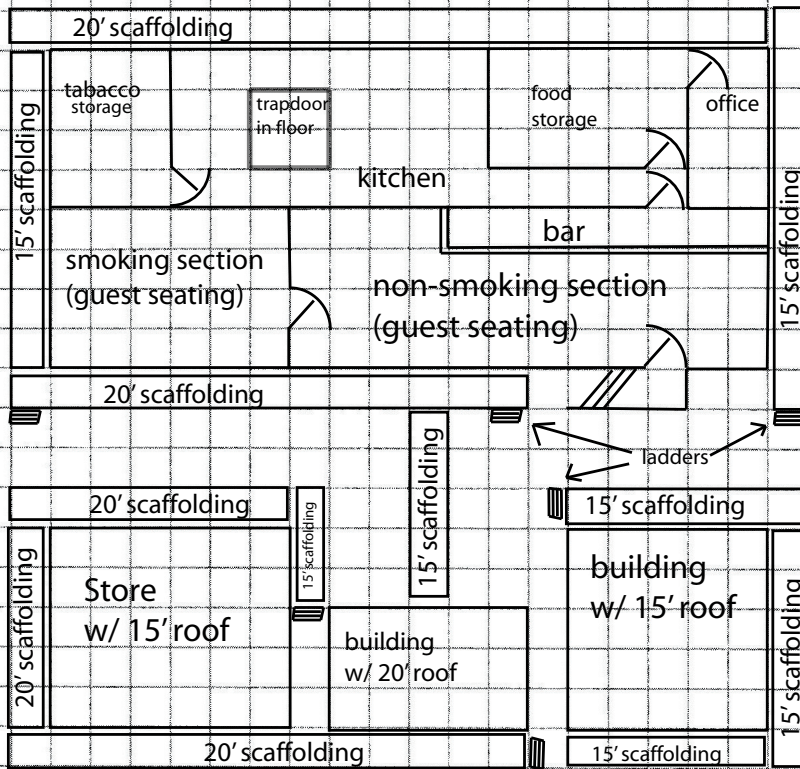 20' scaffolding
15' scaffolding
tabacco
storage
trapdoor
in floor
food
storage
office
kitchen
15' scaffolding
bar
smoking section
(guest seating)
non-smoking section
(guest seating)
20' scaffolding
ladders
15' scaffolding
20' scaffolding
15' scaffolding
15' scaffolding
20' scaffolding
Store
w/ 15' roof
building
w/ 20' roof
building
w/ 15' roof
15' scaffolding
20' scaffolding
15' scaffolding